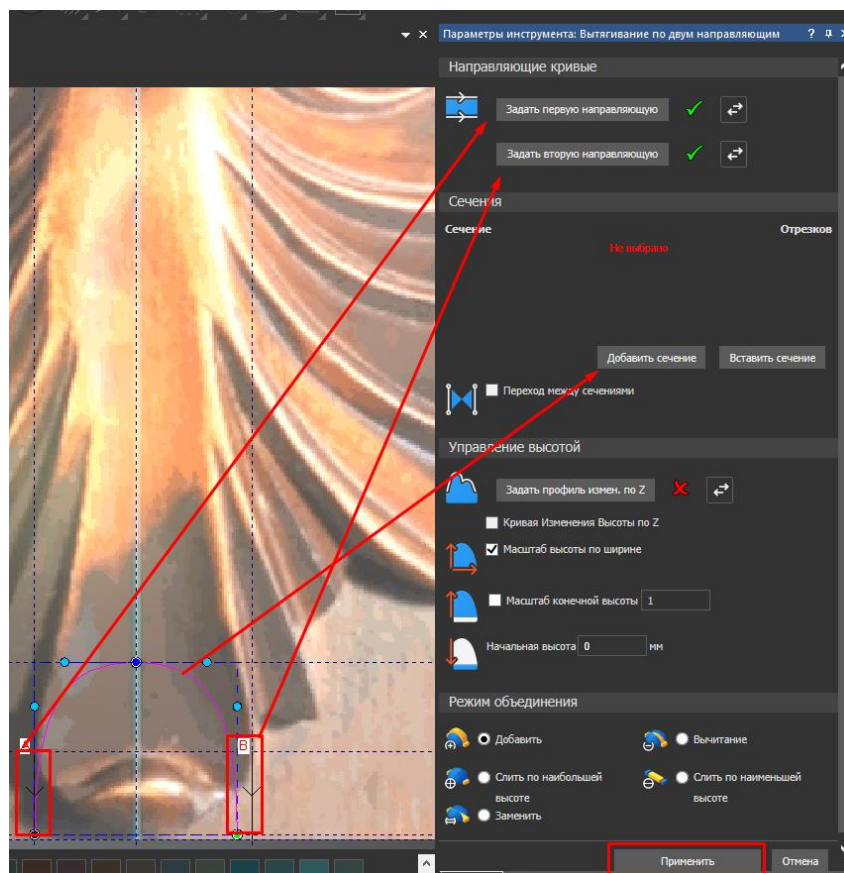 Параметры инструмента: Вытягивание по двум направляющим
Направляющие кривые
Задать первую направляющую
Задать вторую направляющую
Сечения
Сечение Отрезков
Не выбрано
Добавить сечение Вставить сечение
Переход между сечениями
Управление высотой
Задать профиль измен. по Z
Кривая Изменения Высоты по Z
Масштаб высоты по ширине
Масштаб конечной высоты 1
Начальная высота 0 мм
Режим объединения
Добавить Вычитание
Слить по наибольшей высоте
Слить по наименьшей высоте
Заменить
Применить Отмена
A
B